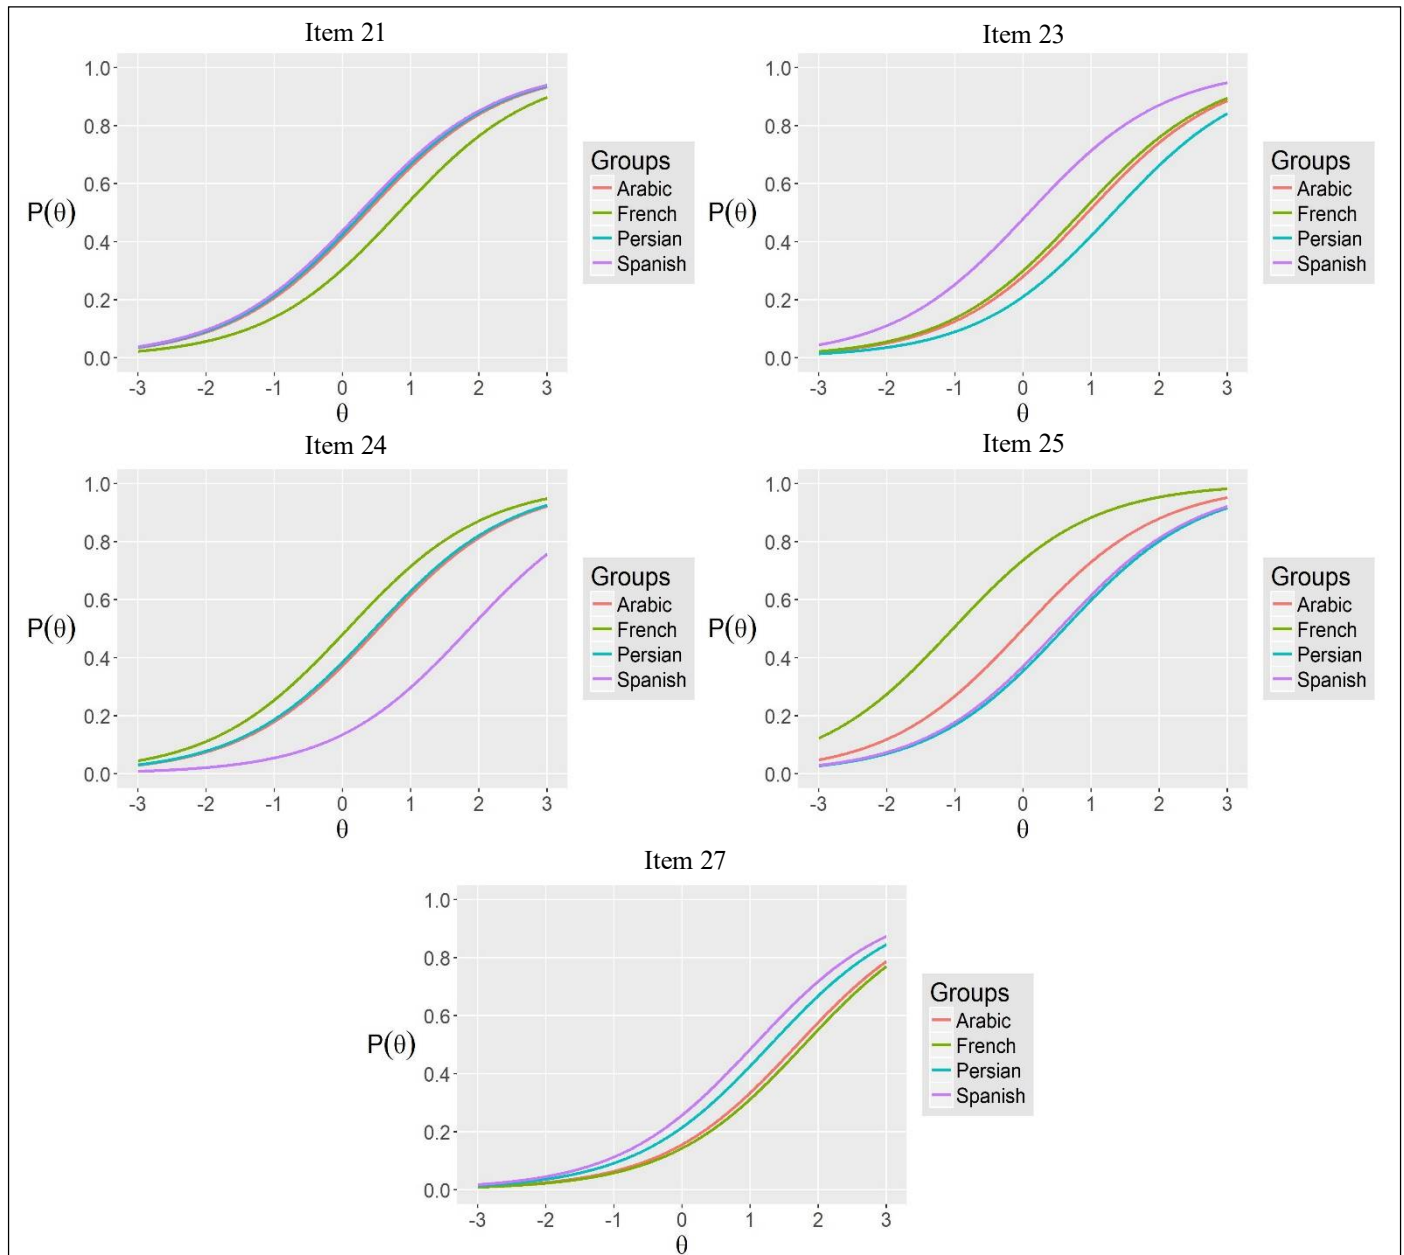 Item 21
1.0
0.8
0.6
0.4
0.2
0.0
P(θ)
-3 -2 -1 0 1 2 3
θ
Groups
Arabic
French
Persian
Spanish
Item 23
1.0
0.8
0.6
0.4
0.2
0.0
P(θ)
-3 -2 -1 0 1 2 3
θ
Groups
Arabic
French
Persian
Spanish
Item 24
1.0
0.8
0.6
0.4
0.2
0.0
P(θ)
-3 -2 -1 0 1 2 3
θ
Groups
Arabic
French
Persian
Spanish
Item 25
1.0
0.8
0.6
0.4
0.2
0.0
P(θ)
-3 -2 -1 0 1 2 3
θ
Groups
Arabic
French
Persian
Spanish
Item 27
1.0
0.8
0.6
0.4
0.2
0.0
P(θ)
-3 -2 -1 0 1 2 3
θ
Groups
Arabic
French
Persian
Spanish